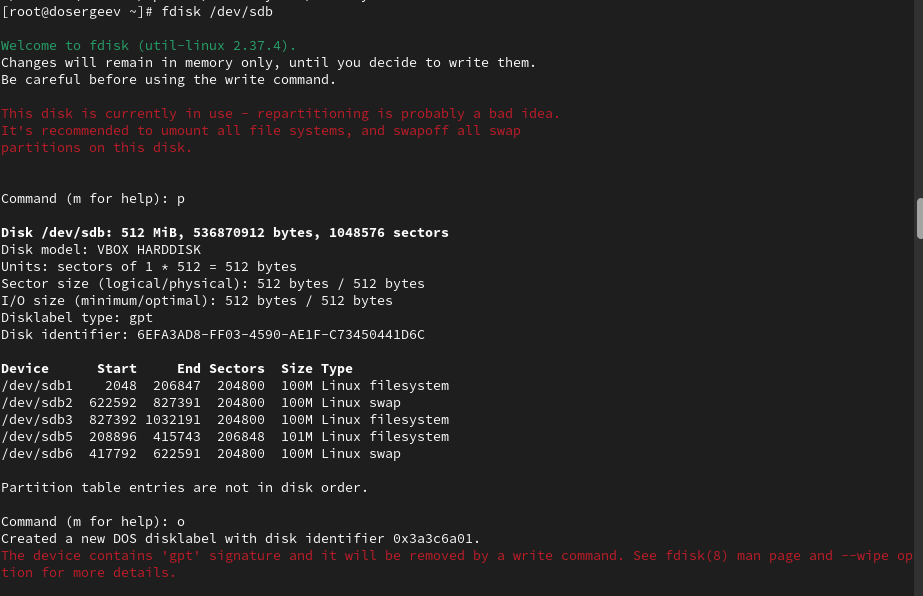 [root@dosergeev ~]# fdisk /dev/sdb
Welcome to fdisk (util-linux 2.37.4).
Changes will remain in memory only, until you decide to write them.
Be careful before using the write command.
This disk is currently in use - repartitioning is probably a bad idea.
It's recommended to umount all file systems, and swapoff all swap
partitions on this disk.
Command (m for help): p
Disk /dev/sdb: 512 MiB, 536870912 bytes, 1048576 sectors
Disk model: VBOX HARDDISK
Units: sectors of 1 * 512 = 512 bytes
Sector size (logical/physical): 512 bytes / 512 bytes
I/O size (minimum/optimal): 512 bytes / 512 bytes
Disklabel type: gpt
Disk identifier: 6EFA3AD8-FF03-4590-AE1F-C73450441D6C
Device      Start     End Sectors  Size Type
/dev/sdb1    2048  206847  204800  100M Linux filesystem
/dev/sdb2  622592  827391  204800  100M Linux swap
/dev/sdb3  827392 1032191  204800  100M Linux filesystem
/dev/sdb5  208896  415743  206848  101M Linux filesystem
/dev/sdb6  417792  622591  204800  100M Linux swap
Partition table entries are not in disk order.
Command (m for help): o
Created a new DOS disklabel with disk identifier 0x3a3c6a01.
The device contains 'gpt' signature and it will be removed by a write command. See fdisk(8) man page and --wipe op
tion for more details.